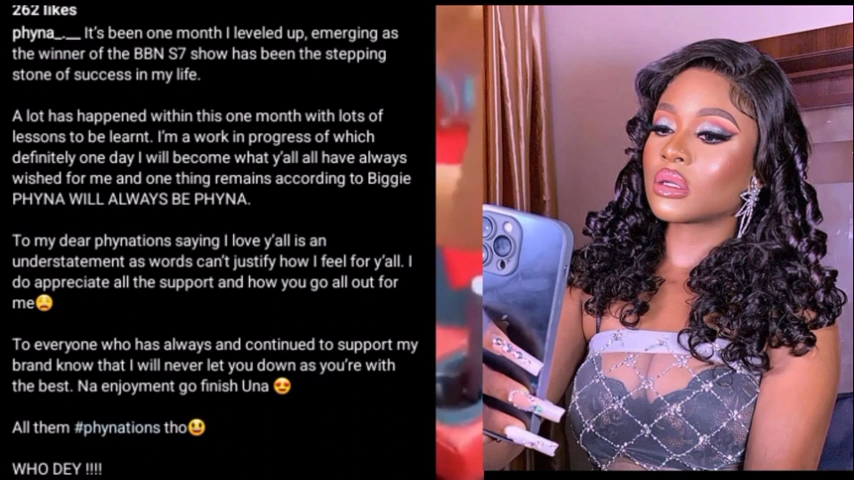 262 likes
phyna_.__ It's been one month I leveled up, emerging as
the winner of the BBN S7 show has been the stepping
stone of success in my life.
A lot has happened within this one month with lots of
lessons to be learnt. I'm a work in progress of which
definitely one day I will become what y'all all have always
wished for me and one thing remains according to Biggie
PHYNA WILL ALWAYS BE PHYNA.
To my dear phynations saying I love y'all is an
understatement as words can't justify how I feel for y'all. I
do appreciate all the support and how you go all out for
me😩
To everyone who has always and continued to support my
brand know that I will never let you down as you're with
the best. Na enjoyment go finish Una 😍
All them #phynations tho😃
WHO DEY !!!!